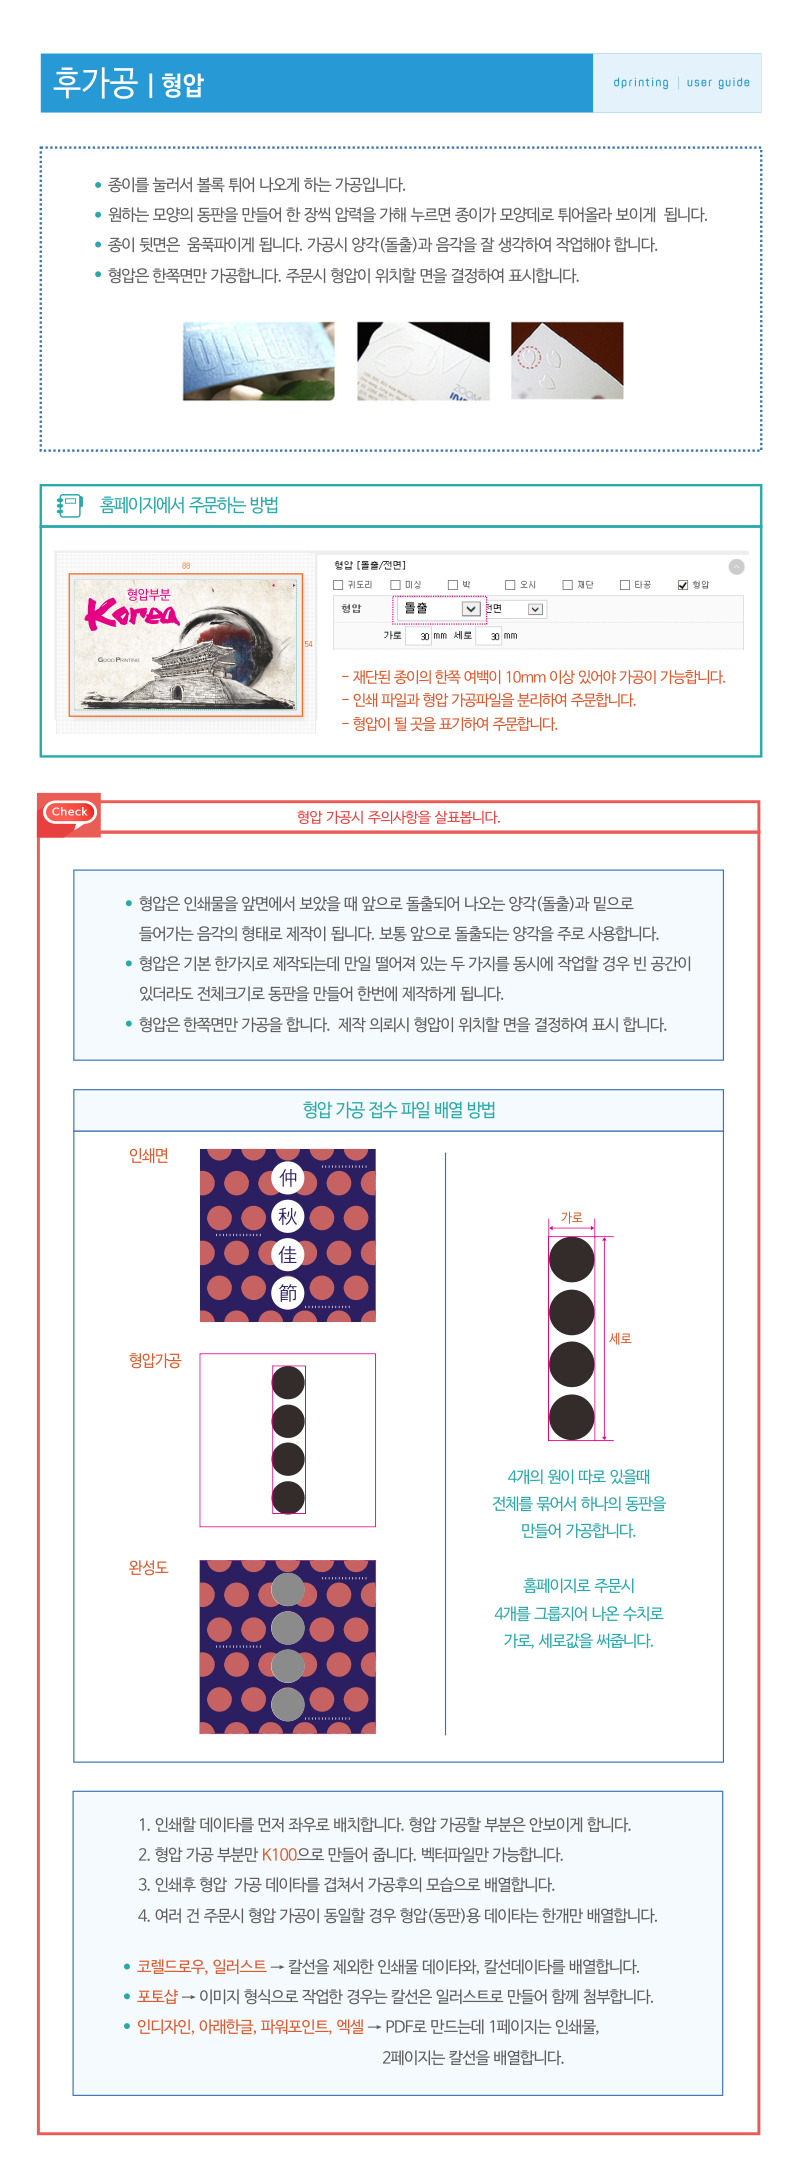 후가공 | 형압
dprinting | user guide
• 종이를 눌러서 볼록 튀어 나오게 하는 가공입니다.
• 원하는 모양의 동판을 만들어 한 장씩 압력을 가해 누르면 종이가 모양데로 튀어올라 보이게 됩니다.
• 종이 뒷면은 움푹파이게 됩니다. 가공시 양각(돌출)과 음각을 잘 생각하여 작업해야 합니다.
• 형압은 한쪽면만 가공합니다. 주문시 형압이 위치할 면을 결정하여 표시합니다.
ZOOM
홈페이지에서 주문하는 방법
88
형압부분
Korea
GOOD PRINTING
54
형압 [돌출/전면]
귀도리 미싱 박 오시 재단 타공 형압
형압 돌출 전면
가로 30 mm 세로 30 mm
- 재단된 종이의 한쪽 여백이 10mm 이상 있어야 가공이 가능합니다.
- 인쇄 파일과 형압 가공파일을 분리하여 주문합니다.
- 형압이 될 곳을 표기하여 주문합니다.
Check
형압 가공시 주의사항을 살표봅니다.
• 형압은 인쇄물을 앞면에서 보았을 때 앞으로 돌출되어 나오는 양각(돌출)과 밑으로
들어가는 음각의 형태로 제작이 됩니다. 보통 앞으로 돌출되는 양각을 주로 사용합니다.
• 형압은 기본 한가지로 제작되는데 만일 떨어져 있는 두 가지를 동시에 작업할 경우 빈 공간이
있더라도 전체크기로 동판을 만들어 한번에 제작하게 됩니다.
• 형압은 한쪽면만 가공을 합니다. 제작 의뢰시 형압이 위치할 면을 결정하여 표시 합니다.
형압 가공 접수 파일 배열 방법
인쇄면
仲
秋
佳
節
형압가공
완성도
가로
세로
4개의 원이 따로 있을때
전체를 묶어서 하나의 동판을
만들어 가공합니다.
홈페이지로 주문시
4개를 그룹지어 나온 수치로
가로, 세로값을 써줍니다.
1. 인쇄할 데이타를 먼저 좌우로 배치합니다. 형압 가공할 부분은 안보이게 합니다.
2. 형압 가공 부분만 K100으로 만들어 줍니다. 벡터파일만 가능합니다.
3. 인쇄후 형압 가공 데이타를 겹쳐서 가공후의 모습으로 배열합니다.
4. 여러 건 주문시 형압 가공이 동일할 경우 형압(동판)용 데이타는 한개만 배열합니다.
• 코렐드로우, 일러스트 → 칼선을 제외한 인쇄물 데이타와, 칼선데이타를 배열합니다.
• 포토샵 → 이미지 형식으로 작업한 경우는 칼선은 일러스트로 만들어 함께 첨부합니다.
• 인디자인, 아래한글, 파워포인트, 엑셀 → PDF로 만드는데 1페이지는 인쇄물,
2페이지는 칼선을 배열합니다.